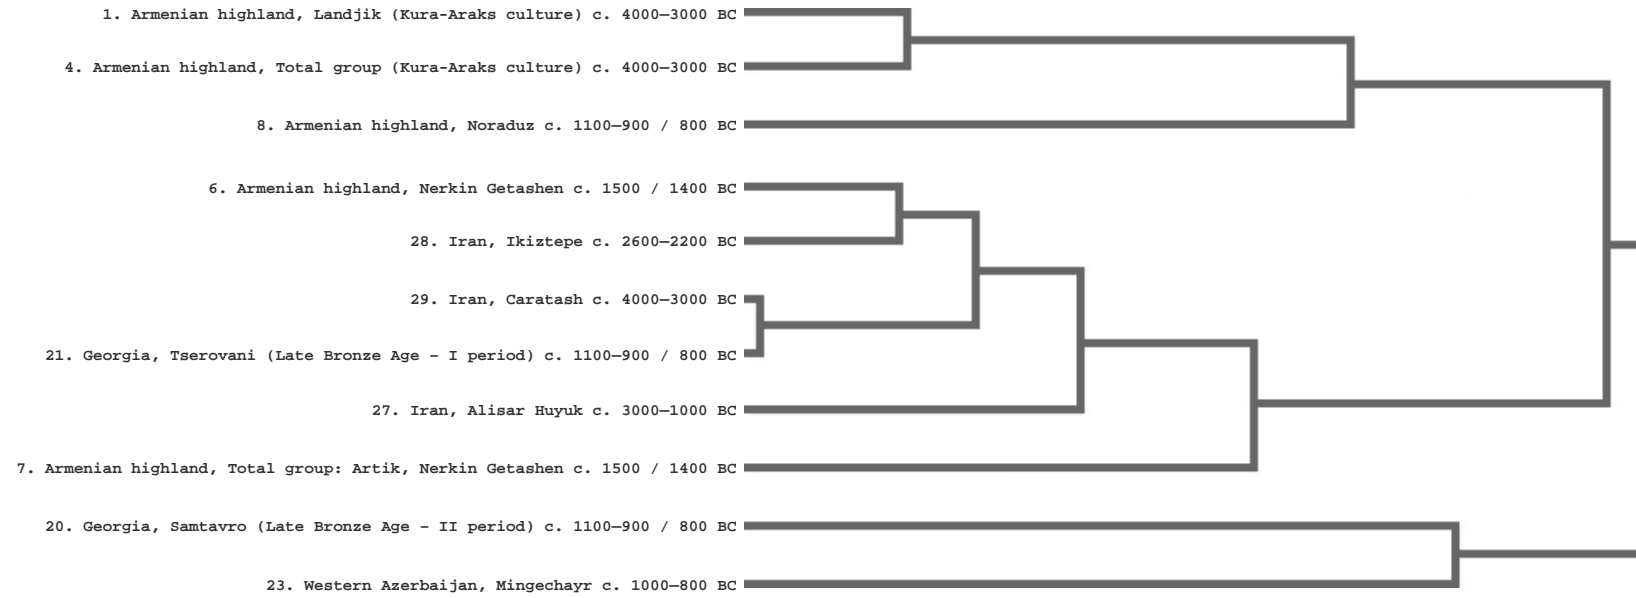 1. Armenian highland, Landjik (Kura-Araks culture) c. 4000—3000 BC
4. Armenian highland, Total group (Kura-Araks culture) c. 4000—3000 BC
8. Armenian highland, Noraduz c. 1100—900 / 800 BC
6. Armenian highland, Nerkin Getashen c. 1500 / 1400 BC
28. Iran, Ikiztepe c. 2600—2200 BC
29. Iran, Caratash c. 4000—3000 BC
21. Georgia, Tserovani (Late Bronze Age – I period) c. 1100—900 / 800 BC
27. Iran, Alisar Huyuk c. 3000—1000 BC
7. Armenian highland, Total group: Artik, Nerkin Getashen c. 1500 / 1400 BC
20. Georgia, Samtavro (Late Bronze Age – II period) c. 1100—900 / 800 BC
23. Western Azerbaijan, Mingechayr c. 1000—800 BC